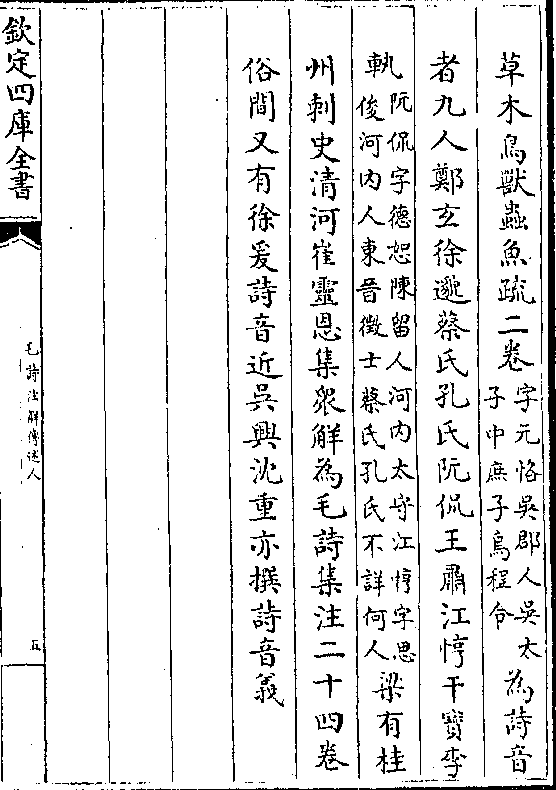 草木鳥獸蟲魚疏二卷字元恪吳郡人吳太子中庶子烏程令為詩音
者九人鄭玄徐邈蔡氏孔氏阮侃王肅江惇干寶李
軌阮侃字德恕陳留人河内太守江惇字思俊河内人東晉徵士蔡氏孔氏不詳何人梁有桂
州刺史清河崔靈恩集衆解為毛詩集注二十四卷
俗間又有徐爰詩音近吳興沈重亦撰詩音義
欽定四庫全書
毛詩注解傳述人
五